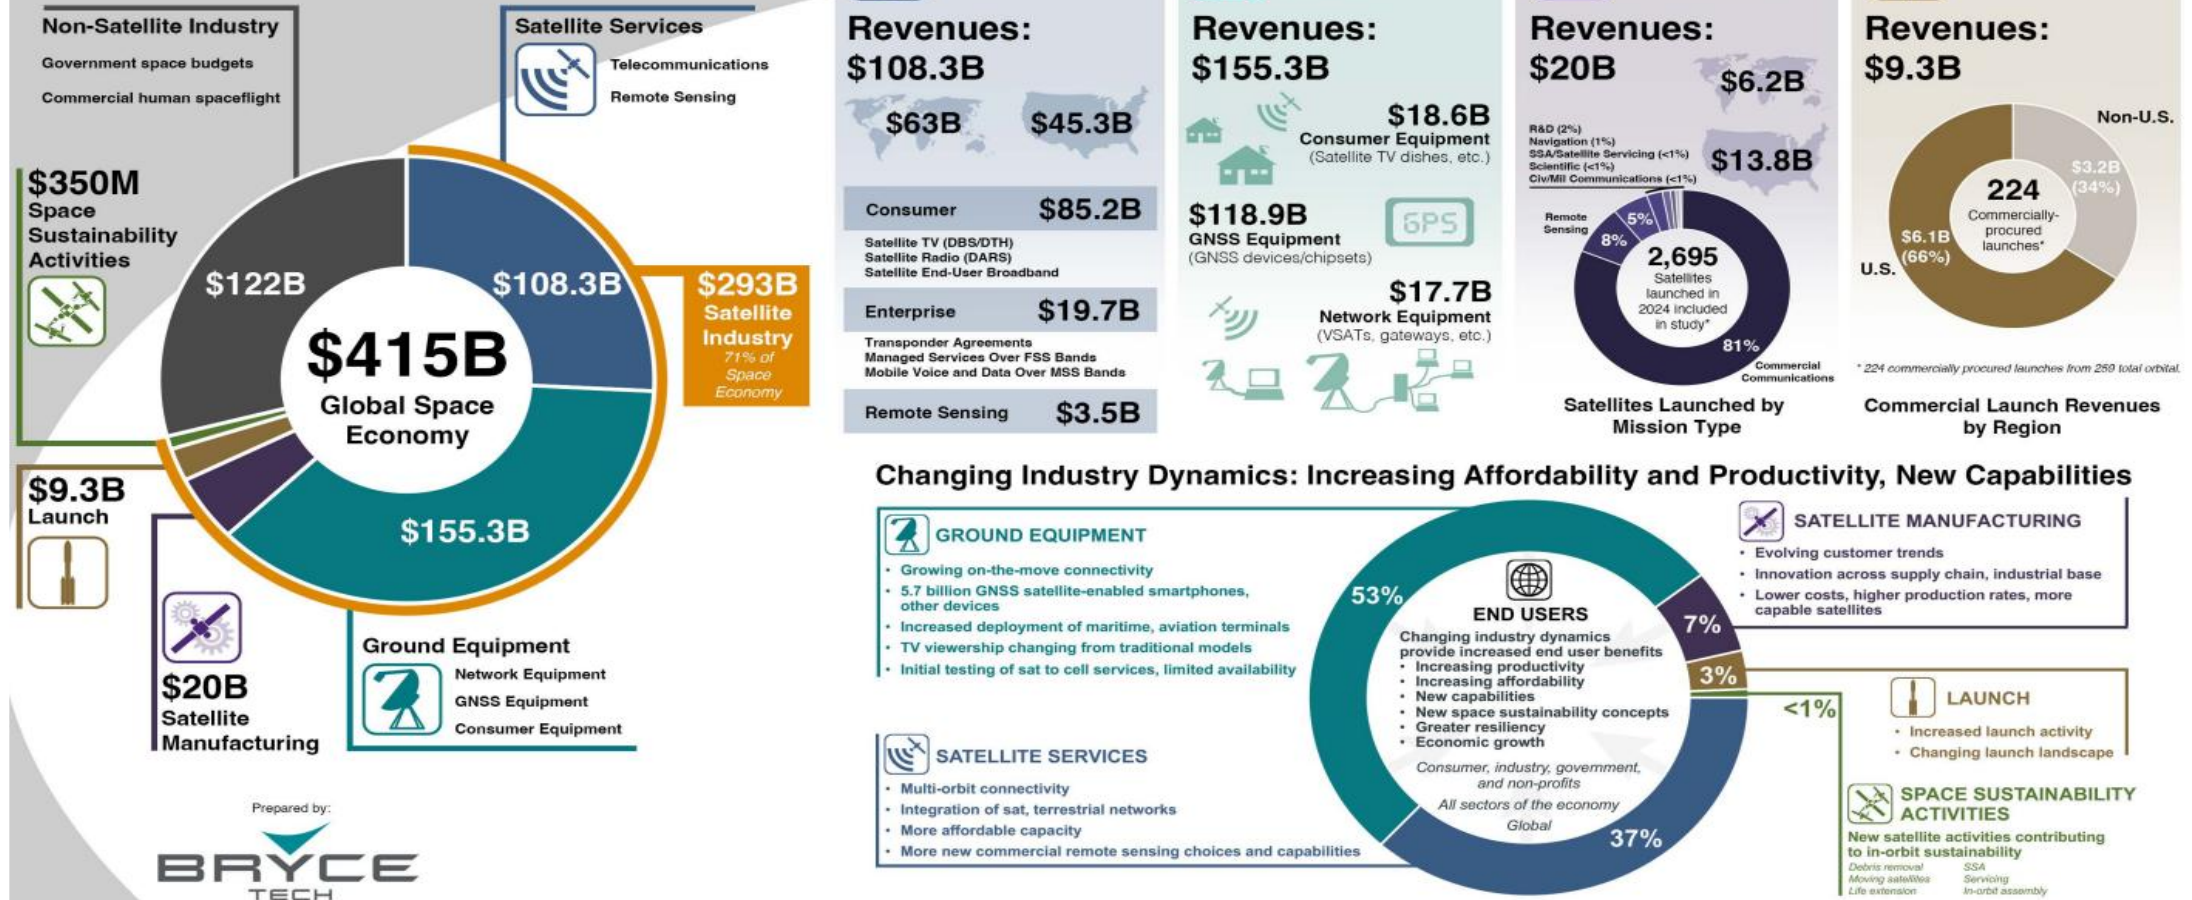 Non-Satellite Industry
Government space budgets
Commercial human spaceflight
Satellite Services
Telecommunications
Remote Sensing
$350M
Space
Sustainability
Activities
$122B
$108.3B
$293B
Satellite
Industry
71% of
Space
Economy
$415B
Global Space
Economy
$9.3B
Launch
$155.3B
$20B
Satellite
Manufacturing
Ground Equipment
Network Equipment
GNSS Equipment
Consumer Equipment
Prepared by:
BRYCE
TECH
Revenues:
$108.3B
$63B
$45.3B
Consumer $85.2B
Satellite TV (DBS/DTH)
Satellite Radio (DARS)
Satellite End-User Broadband
Enterprise $19.7B
Transponder Agreements
Managed Services Over FSS Bands
Mobile Voice and Data Over MSS Bands
Remote Sensing $3.5B
Revenues:
$155.3B
$18.6B
Consumer Equipment
(Satellite TV dishes, etc.)
$118.9B
GNSS Equipment
(GNSS devices/chipsets)
GPS
$17.7B
Network Equipment
(VSATs, gateways, etc.)
Revenues:
$20B
$6.2B
$13.8B
R&D (2%)
Navigation (1%)
SSA/Satellite Servicing (<1%)
Scientific (<1%)
Civ/Mil Communications (<1%)
Remote
Sensing
8%
5%
2,695
Satellites
launched in
2024 included
in study*
81%
Commercial
Communications
Satellites Launched by
Mission Type
Revenues:
$9.3B
Non-U.S.
$3.2B
(34%)
224
Commercially-
procured
launches*
$6.1B
(66%)
U.S.
* 224 commercially procured launches from 259 total orbital.
Commercial Launch Revenues
by Region
Changing Industry Dynamics: Increasing Affordability and Productivity, New Capabilities
GROUND EQUIPMENT
• Growing on-the-move connectivity
• 5.7 billion GNSS satellite-enabled smartphones,
other devices
• Increased deployment of maritime, aviation terminals
• TV viewership changing from traditional models
• Initial testing of sat to cell services, limited availability
SATELLITE SERVICES
• Multi-orbit connectivity
• Integration of sat, terrestrial networks
• More affordable capacity
• More new commercial remote sensing choices and capabilities
53%
7%
3%
<1%
37%
END USERS
Changing industry dynamics
provide increased end user benefits
• Increasing productivity
• Increasing affordability
• New capabilities
• New space sustainability concepts
• Greater resiliency
• Economic growth
Consumer, industry, government,
and non-profits
All sectors of the economy
Global
SATELLITE MANUFACTURING
• Evolving customer trends
• Innovation across supply chain, industrial base
• Lower costs, higher production rates, more
capable satellites
LAUNCH
• Increased launch activity
• Changing launch landscape
SPACE SUSTAINABILITY
ACTIVITIES
New satellite activities contributing
to in-orbit sustainability
Debris removal SSA
Moving satellites Servicing
Life extension In-orbit assembly